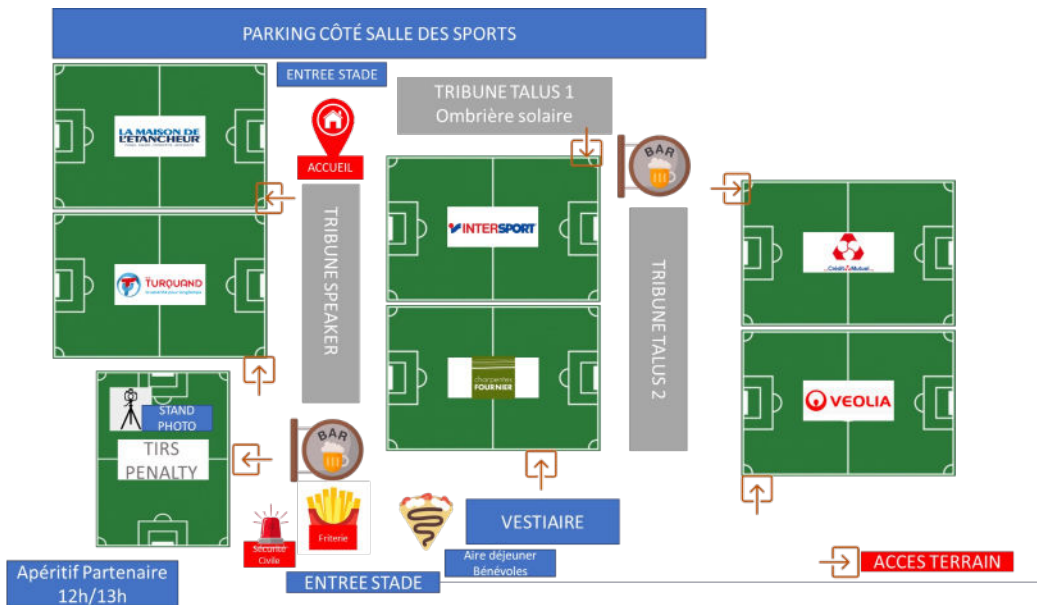 PARKING CÔTÉ SALLE DES SPORTS
ENTREE STADE
TRIBUNE TALUS 1
Ombrière solaire
LA MAISON DE
L'ETANCHEUR
ACCUEIL
BAR
INTERSPORT
TURQUAND
TRIBUNE SPEAKER
TRIBUNE TALUS 2
Crédit Mutuel
charpentes
FOURNIER
VEOLIA
STAND
PHOTO
TIRS
PENALTY
BAR
Friterie
Sécurité
Civile
VESTIAIRE
Aire déjeuner
Bénévoles
ACCES TERRAIN
Apéritif Partenaire
12h/13h
ENTREE STADE